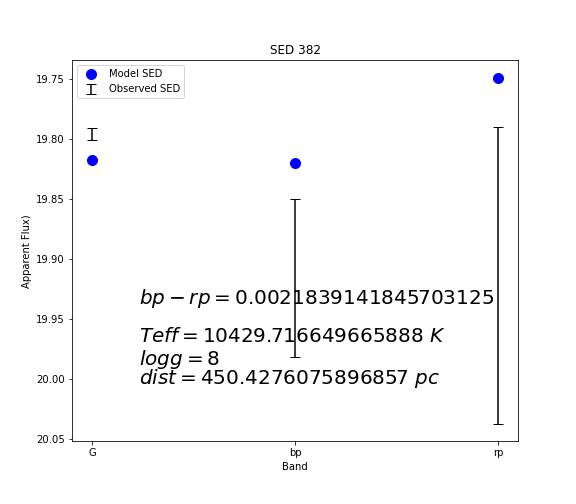 SED 382
Model SED
Observed SED
19.75
19.80
19.85
19.90
19.95
20.00
20.05
Apparent Flux)
bp − rp = 0.0021839141845703125
Teff = 10429.716649665888 K
logg = 8
dist = 450.4276075896857 pc
G bp rp
Band